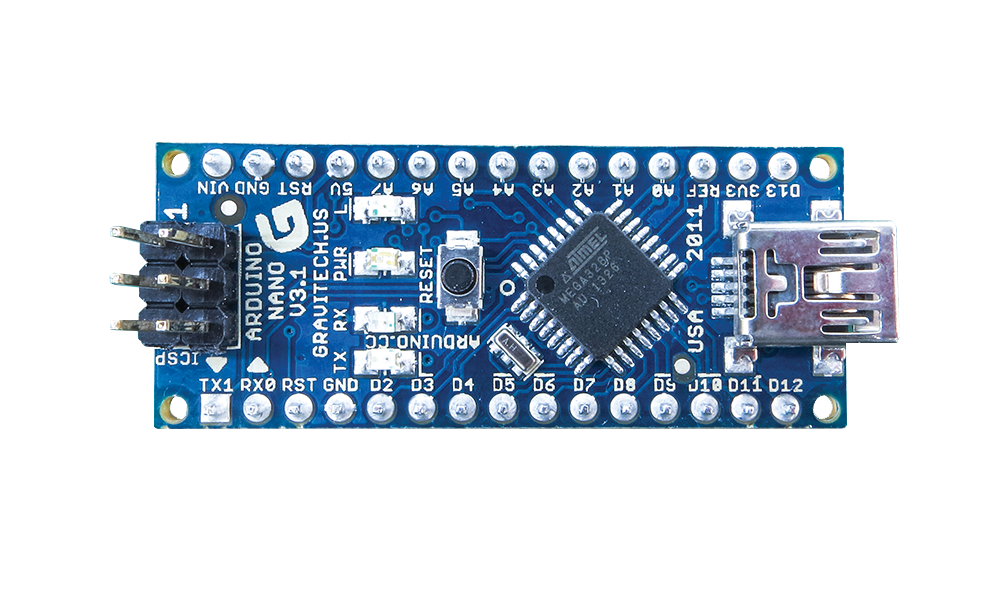 VIN GND RST 5V A7 A6 A5 A4 A3 A2 A1 A0 REF 3V3 D13
1
L
PWR
RX
TX
ARDUINO
NANO
V3.1
GRAVITECH.US
RESET
ARDUINO.CC
ATMEL
MEGA328P
AU 1326
USA 2011
ICSP
TX1 RX0 RST GND D2 D3 D4 D5 D6 D7 D8 D9 D10 D11 D12